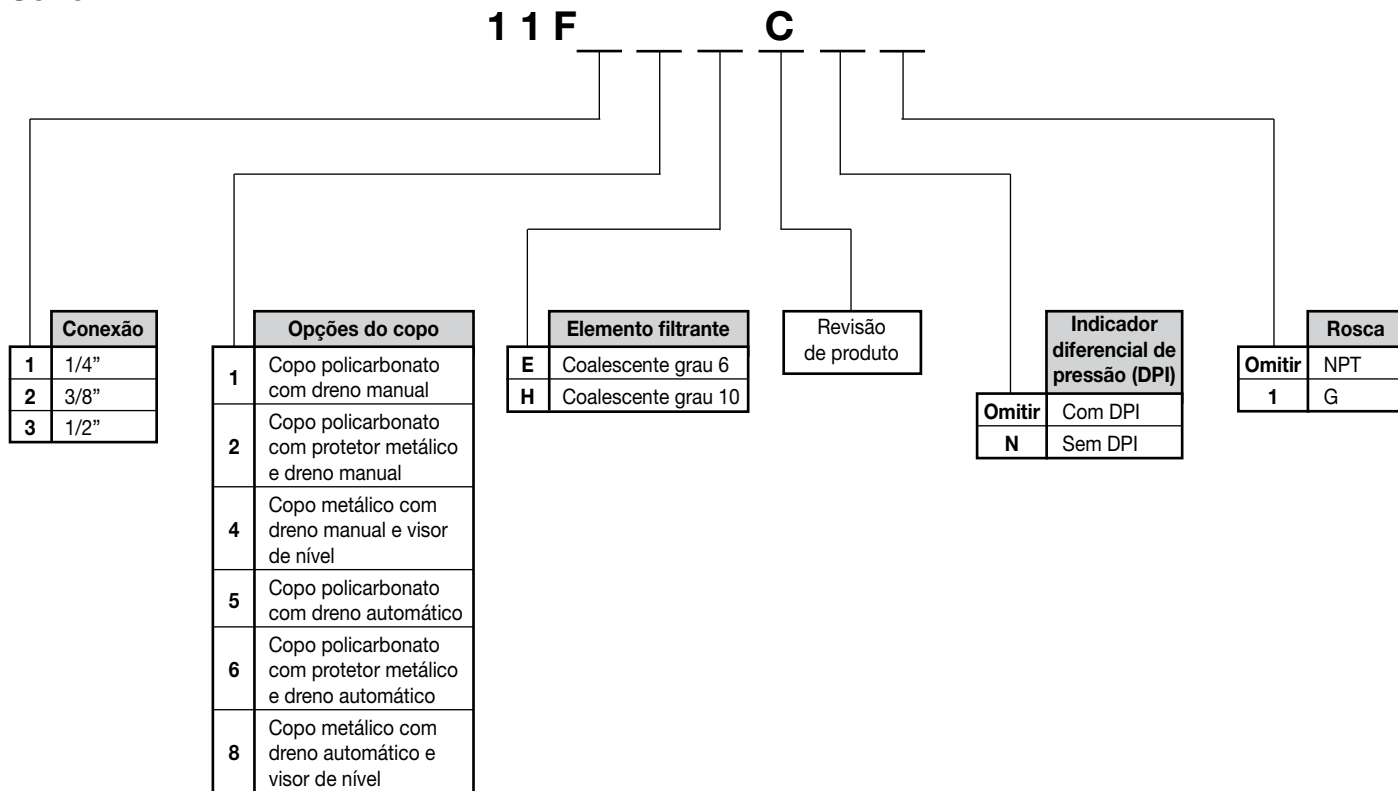 1 1 F C
Conexão
1 1/4”
2 3/8”
3 1/2”
Opções do copo
1 Copo policarbonato
com dreno manual
2 Copo policarbonato
com protetor metálico
e dreno manual
4 Copo metálico com
dreno manual e visor
de nível
5 Copo policarbonato
com dreno automático
6 Copo policarbonato
com protetor metálico
e dreno automático
8 Copo metálico com
dreno automático e
visor de nível
Elemento filtrante
E Coalescente grau 6
H Coalescente grau 10
Revisão
de produto
Indicador
diferencial de
pressão (DPI)
Omitir Com DPI
N Sem DPI
Rosca
Omitir NPT
1 G